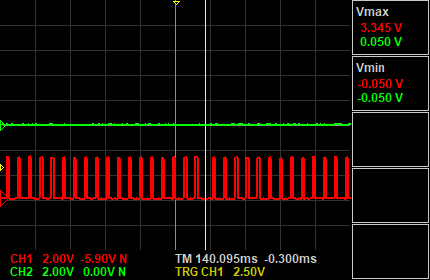 Vmax
3.345 V
0.050 V
Vmin
-0.050 V
-0.050 V
CH1 2.00V -5.90V N TM 140.095ms -0.300ms
CH2 2.00V 0.00V N TRG CH1 2.50V